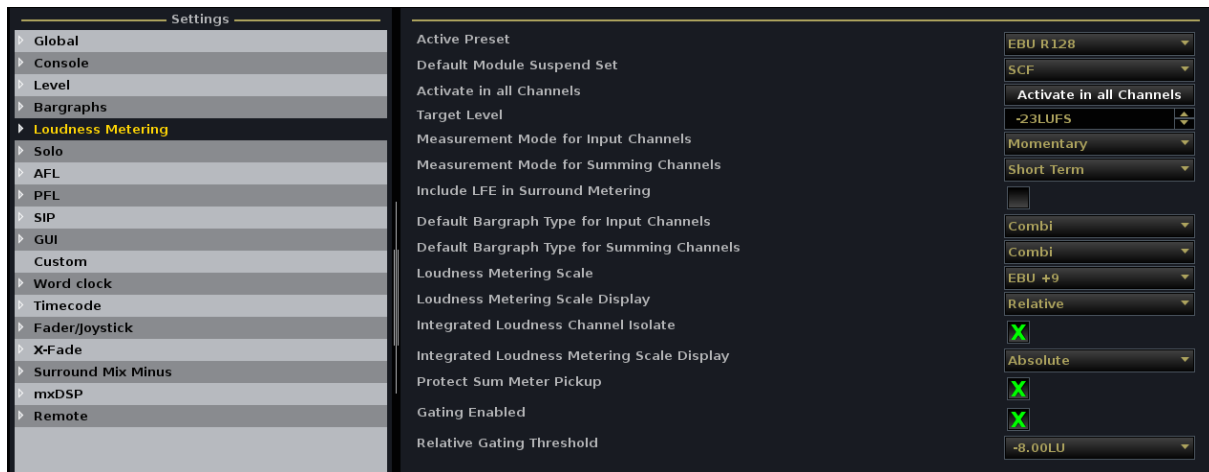 Settings
Global
Console
Level
Bargraphs
Loudness Metering
Solo
AFL
PFL
SIP
GUI
Custom
Word clock
Timecode
Fader/Joystick
X-Fade
Surround Mix Minus
mxDSP
Remote
Active Preset EBU R128
Default Module Suspend Set SCF
Activate in all Channels Activate in all Channels
Target Level -23LUFS
Measurement Mode for Input Channels Momentary
Measurement Mode for Summing Channels Short Term
Include LFE in Surround Metering
Default Bargraph Type for Input Channels Combi
Default Bargraph Type for Summing Channels Combi
Loudness Metering Scale EBU +9
Loudness Metering Scale Display Relative
Integrated Loudness Channel Isolate X
Integrated Loudness Metering Scale Display Absolute
Protect Sum Meter Pickup X
Gating Enabled X
Relative Gating Threshold -8.00LU